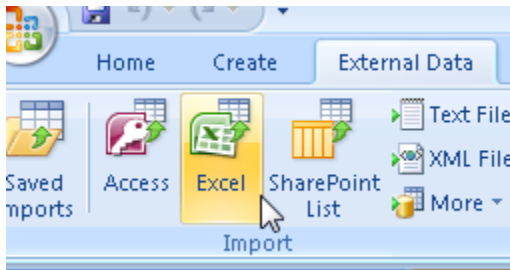 Home Create External Data
Saved Access Excel SharePoint Text File
mports List XML File
More
Import